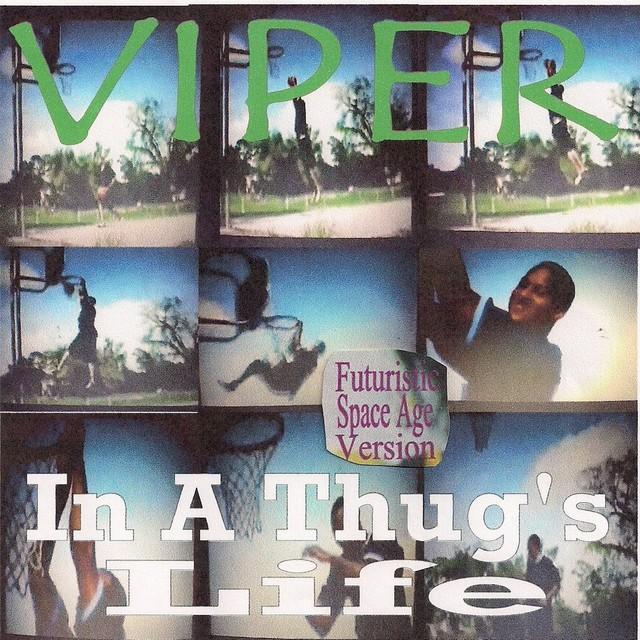 VIPER
Futuristic
Space Age
Version
In A Thug's
Life